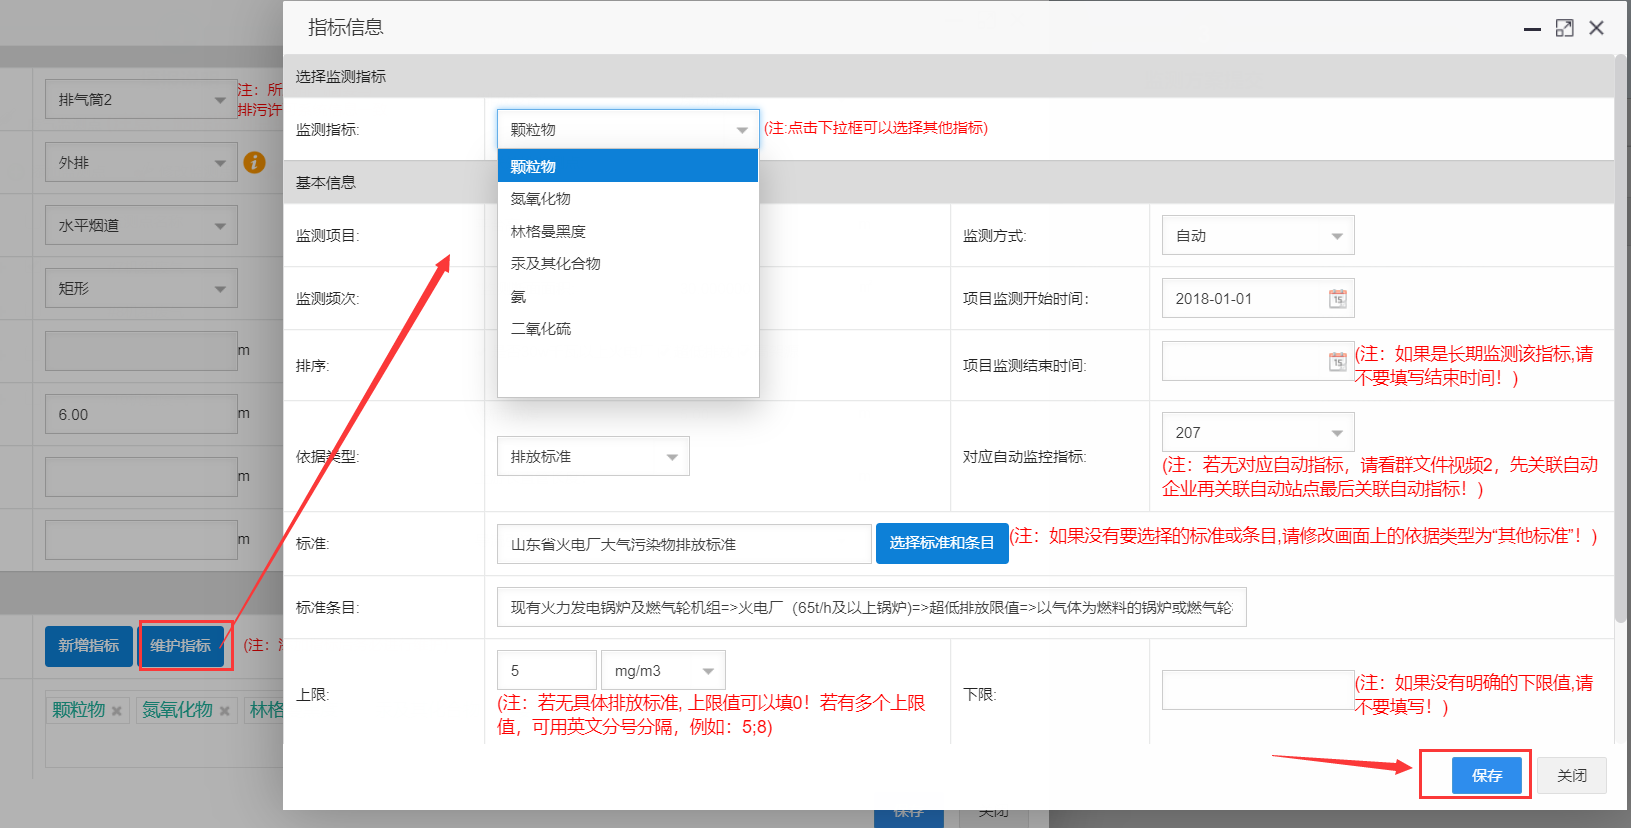 指标信息
选择监测指标
排气筒2
注：所
排污许
监测指标:
颗粒物
(注:点击下拉框可以选择其他指标)
颗粒物
氮氧化物
林格曼黑度
汞及其化合物
氨
二氧化硫
外排
基本信息
水平烟道
监测项目:
监测方式:
自动
矩形
监测频次:
项目监测开始时间:
2018-01-01
m
排序:
项目监测结束时间:
(注：如果是长期监测该指标,请
不要填写结束时间！)
6.00
m
依据类型:
排放标准
对应自动监控指标:
207
(注：若无对应自动指标，请看群文件视频2，先关联自动
企业再关联自动站点最后关联自动指标！)
m
m
标准:
山东省火电厂大气污染物排放标准
选择标准和条目
(注：如果没有要选择的标准或条目,请修改画面上的依据类型为“其他标准”！)
标准条目:
现有火力发电锅炉及燃气轮机组=>火电厂（65t/h及以上锅炉)=>超低排放限值=>以气体为燃料的锅炉或燃气轮
新增指标
维护指标
(注：
上限:
5
mg/m3
(注：若无具体排放标准, 上限值可以填0！若有多个上限
值，可用英文分号分隔，例如：5;8)
下限:
(注：如果没有明确的下限值,请
不要填写！)
颗粒物
氮氧化物
林格
保存
关闭
保存
关闭